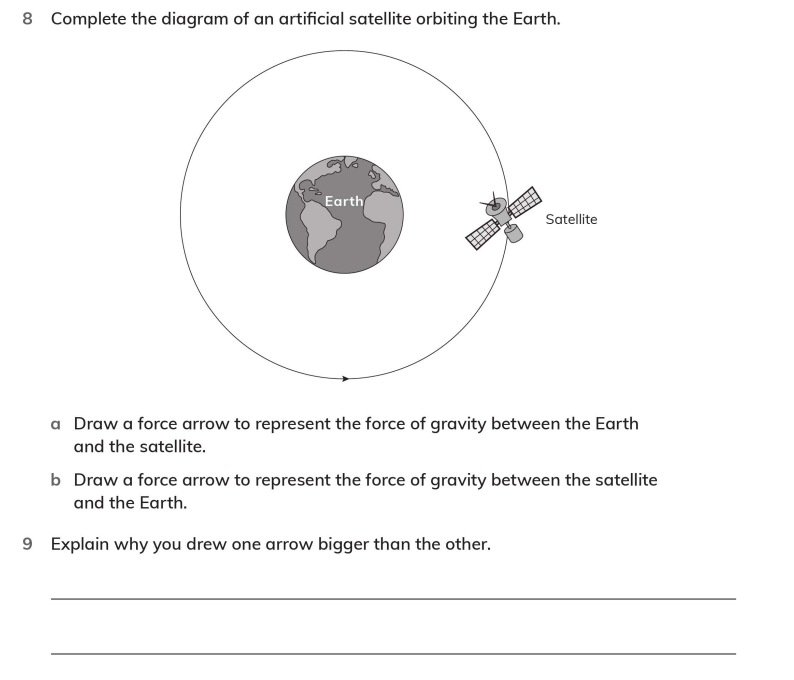 8 Complete the diagram of an artificial satellite orbiting the Earth.
Earth
Satellite
a Draw a force arrow to represent the force of gravity between the Earth
and the satellite.
b Draw a force arrow to represent the force of gravity between the satellite
and the Earth.
9 Explain why you drew one arrow bigger than the other.